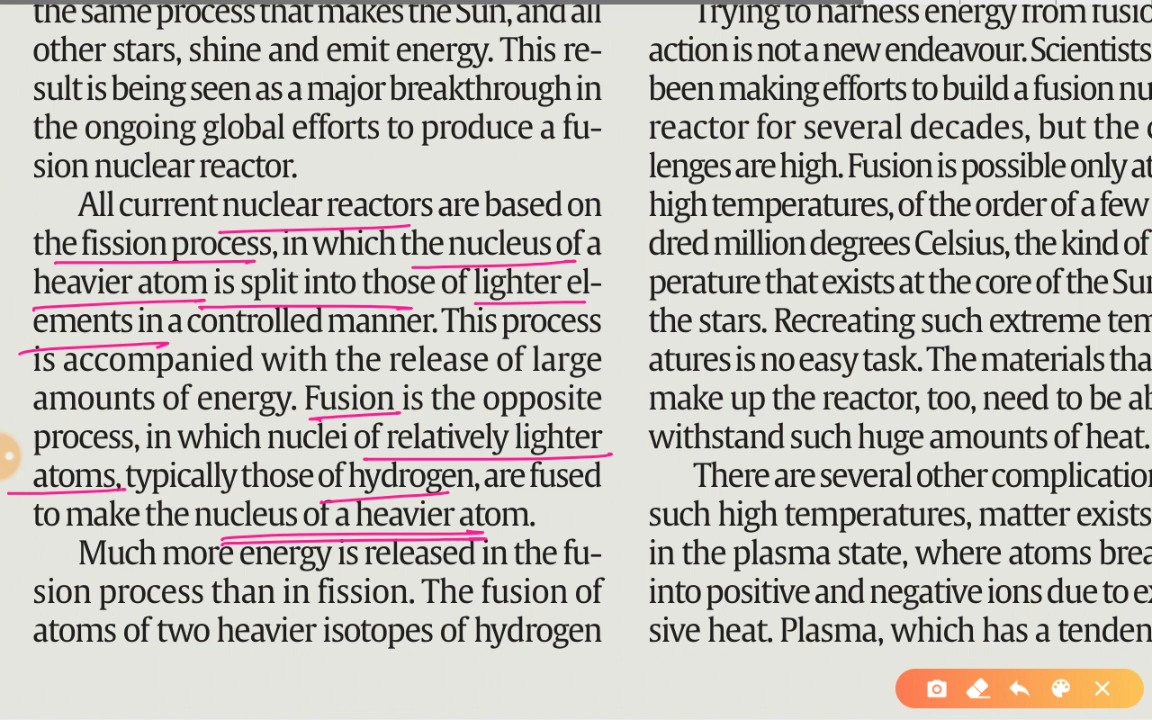 the same process that makes the Sun, and all
other stars, shine and emit energy. This re-
sult is being seen as a major breakthrough in
the ongoing global efforts to produce a fu-
sion nuclear reactor.
All current nuclear reactors are based on
the fission process, in which the nucleus of a
heavier atom is split into those of lighter el-
ements in a controlled manner. This process
is accompanied with the release of large
amounts of energy. Fusion is the opposite
process, in which nuclei of relatively lighter
atoms, typically those of hydrogen, are fused
to make the nucleus of a heavier atom.
Much more energy is released in the fu-
sion process than in fission. The fusion of
atoms of two heavier isotopes of hydrogen
Trying to harness energy from fusio
action is not a new endeavour. Scientists
been making efforts to build a fusion nu
reactor for several decades, but the
lenges are high. Fusion is possible only at
high temperatures, of the order of a few
dred million degrees Celsius, the kind of
perature that exists at the core of the Sun
the stars. Recreating such extreme tem
atures is no easy task. The materials tha
make up the reactor, too, need to be ab
withstand such huge amounts of heat.
There are several other complication
such high temperatures, matter exists
in the plasma state, where atoms brea
into positive and negative ions due to ex
sive heat. Plasma, which has a tenden